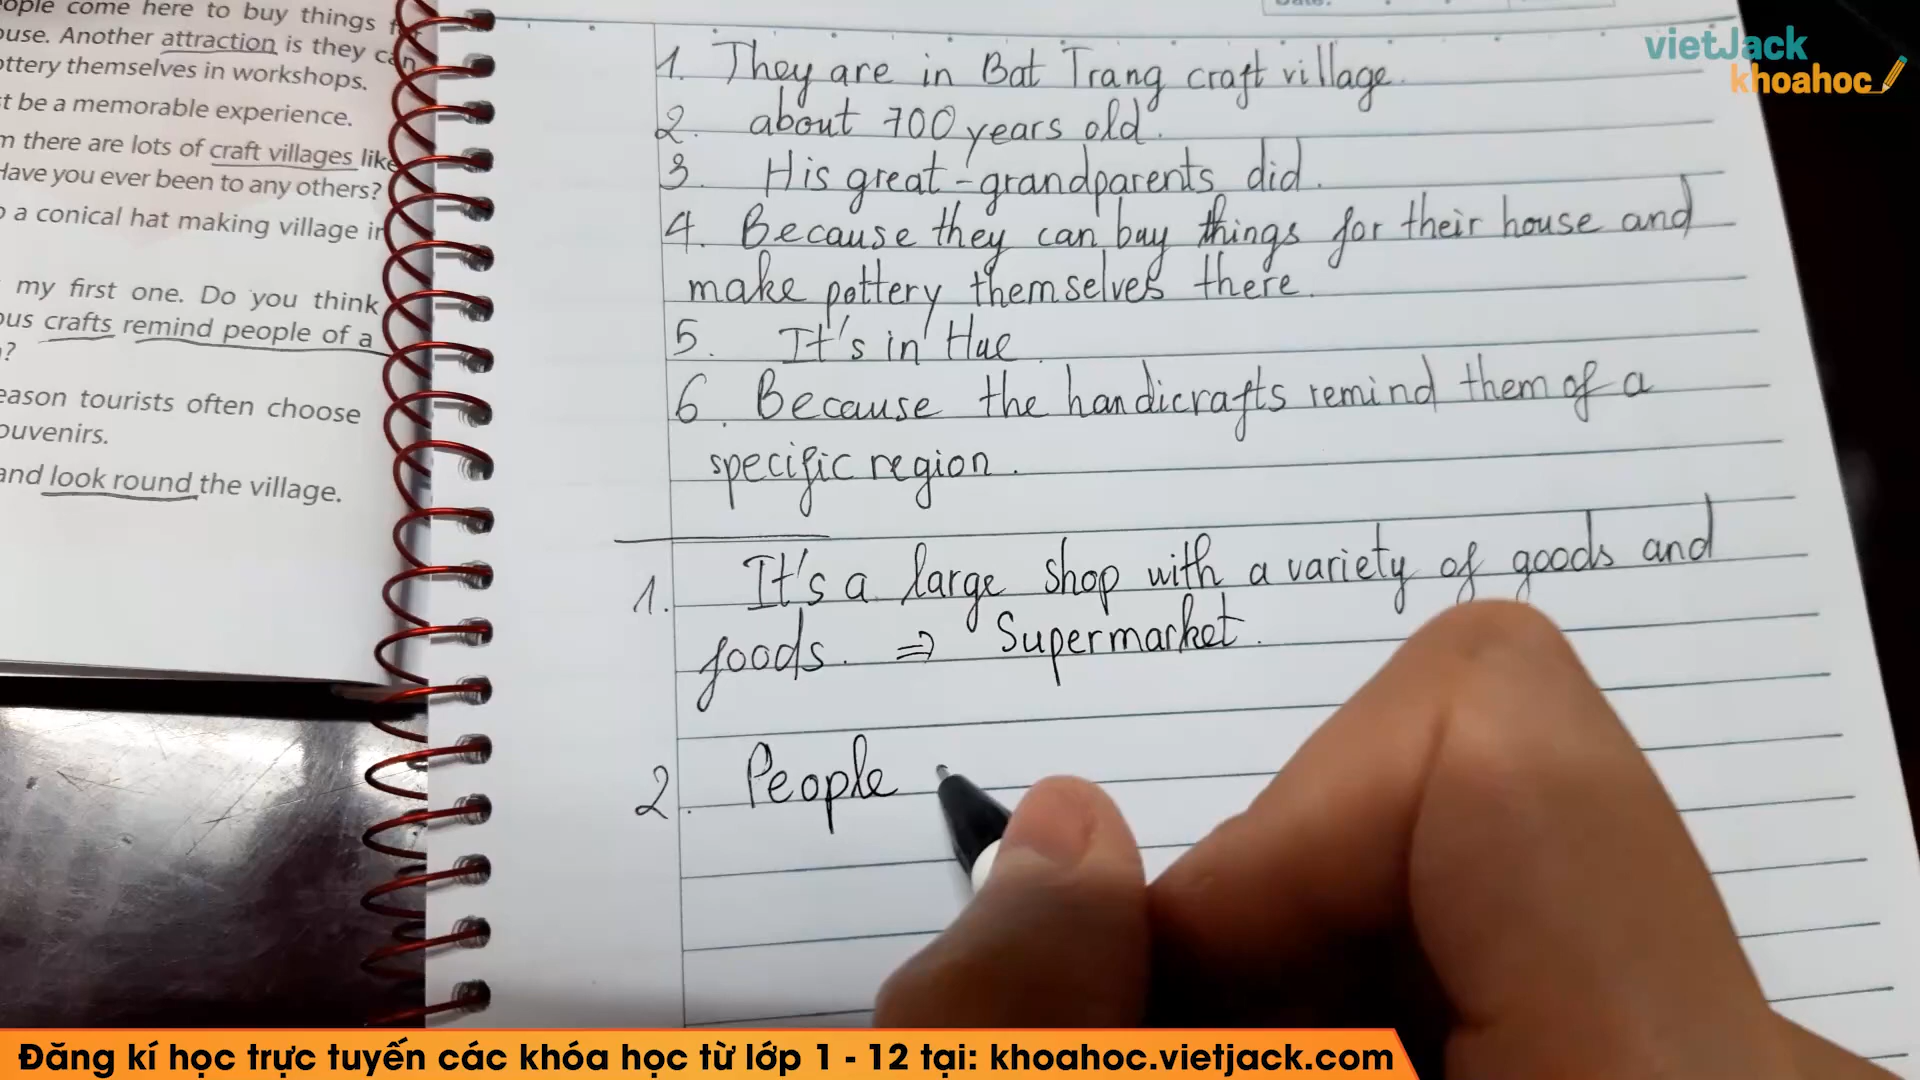 ople come here to buy things
ouse. Another attraction is they can
ottery themselves in workshops.
t be a memorable experience.
m there are lots of craft villages like
Have you ever been to any others?
o a conical hat making village in
my first one. Do you think
ous crafts remind people of a
?
eason tourists often choose
ouvenirs.
and look round the village.
1. They are in Bat Trang craft village.
2. about 700 years old.
3. His great-grandparents did.
4. Because they can buy things for their house and
make pottery themselves there.
5. It's in Hue
6. Because the handicrafts remind them of a
specific region.
1. It's a large shop with a variety of goods and
foods. ⇒ Supermarket.
2. People
vietJack
khoahoc
Đăng kí học trực tuyến các khóa học từ lớp 1 - 12 tại: khoahoc.vietjack.com